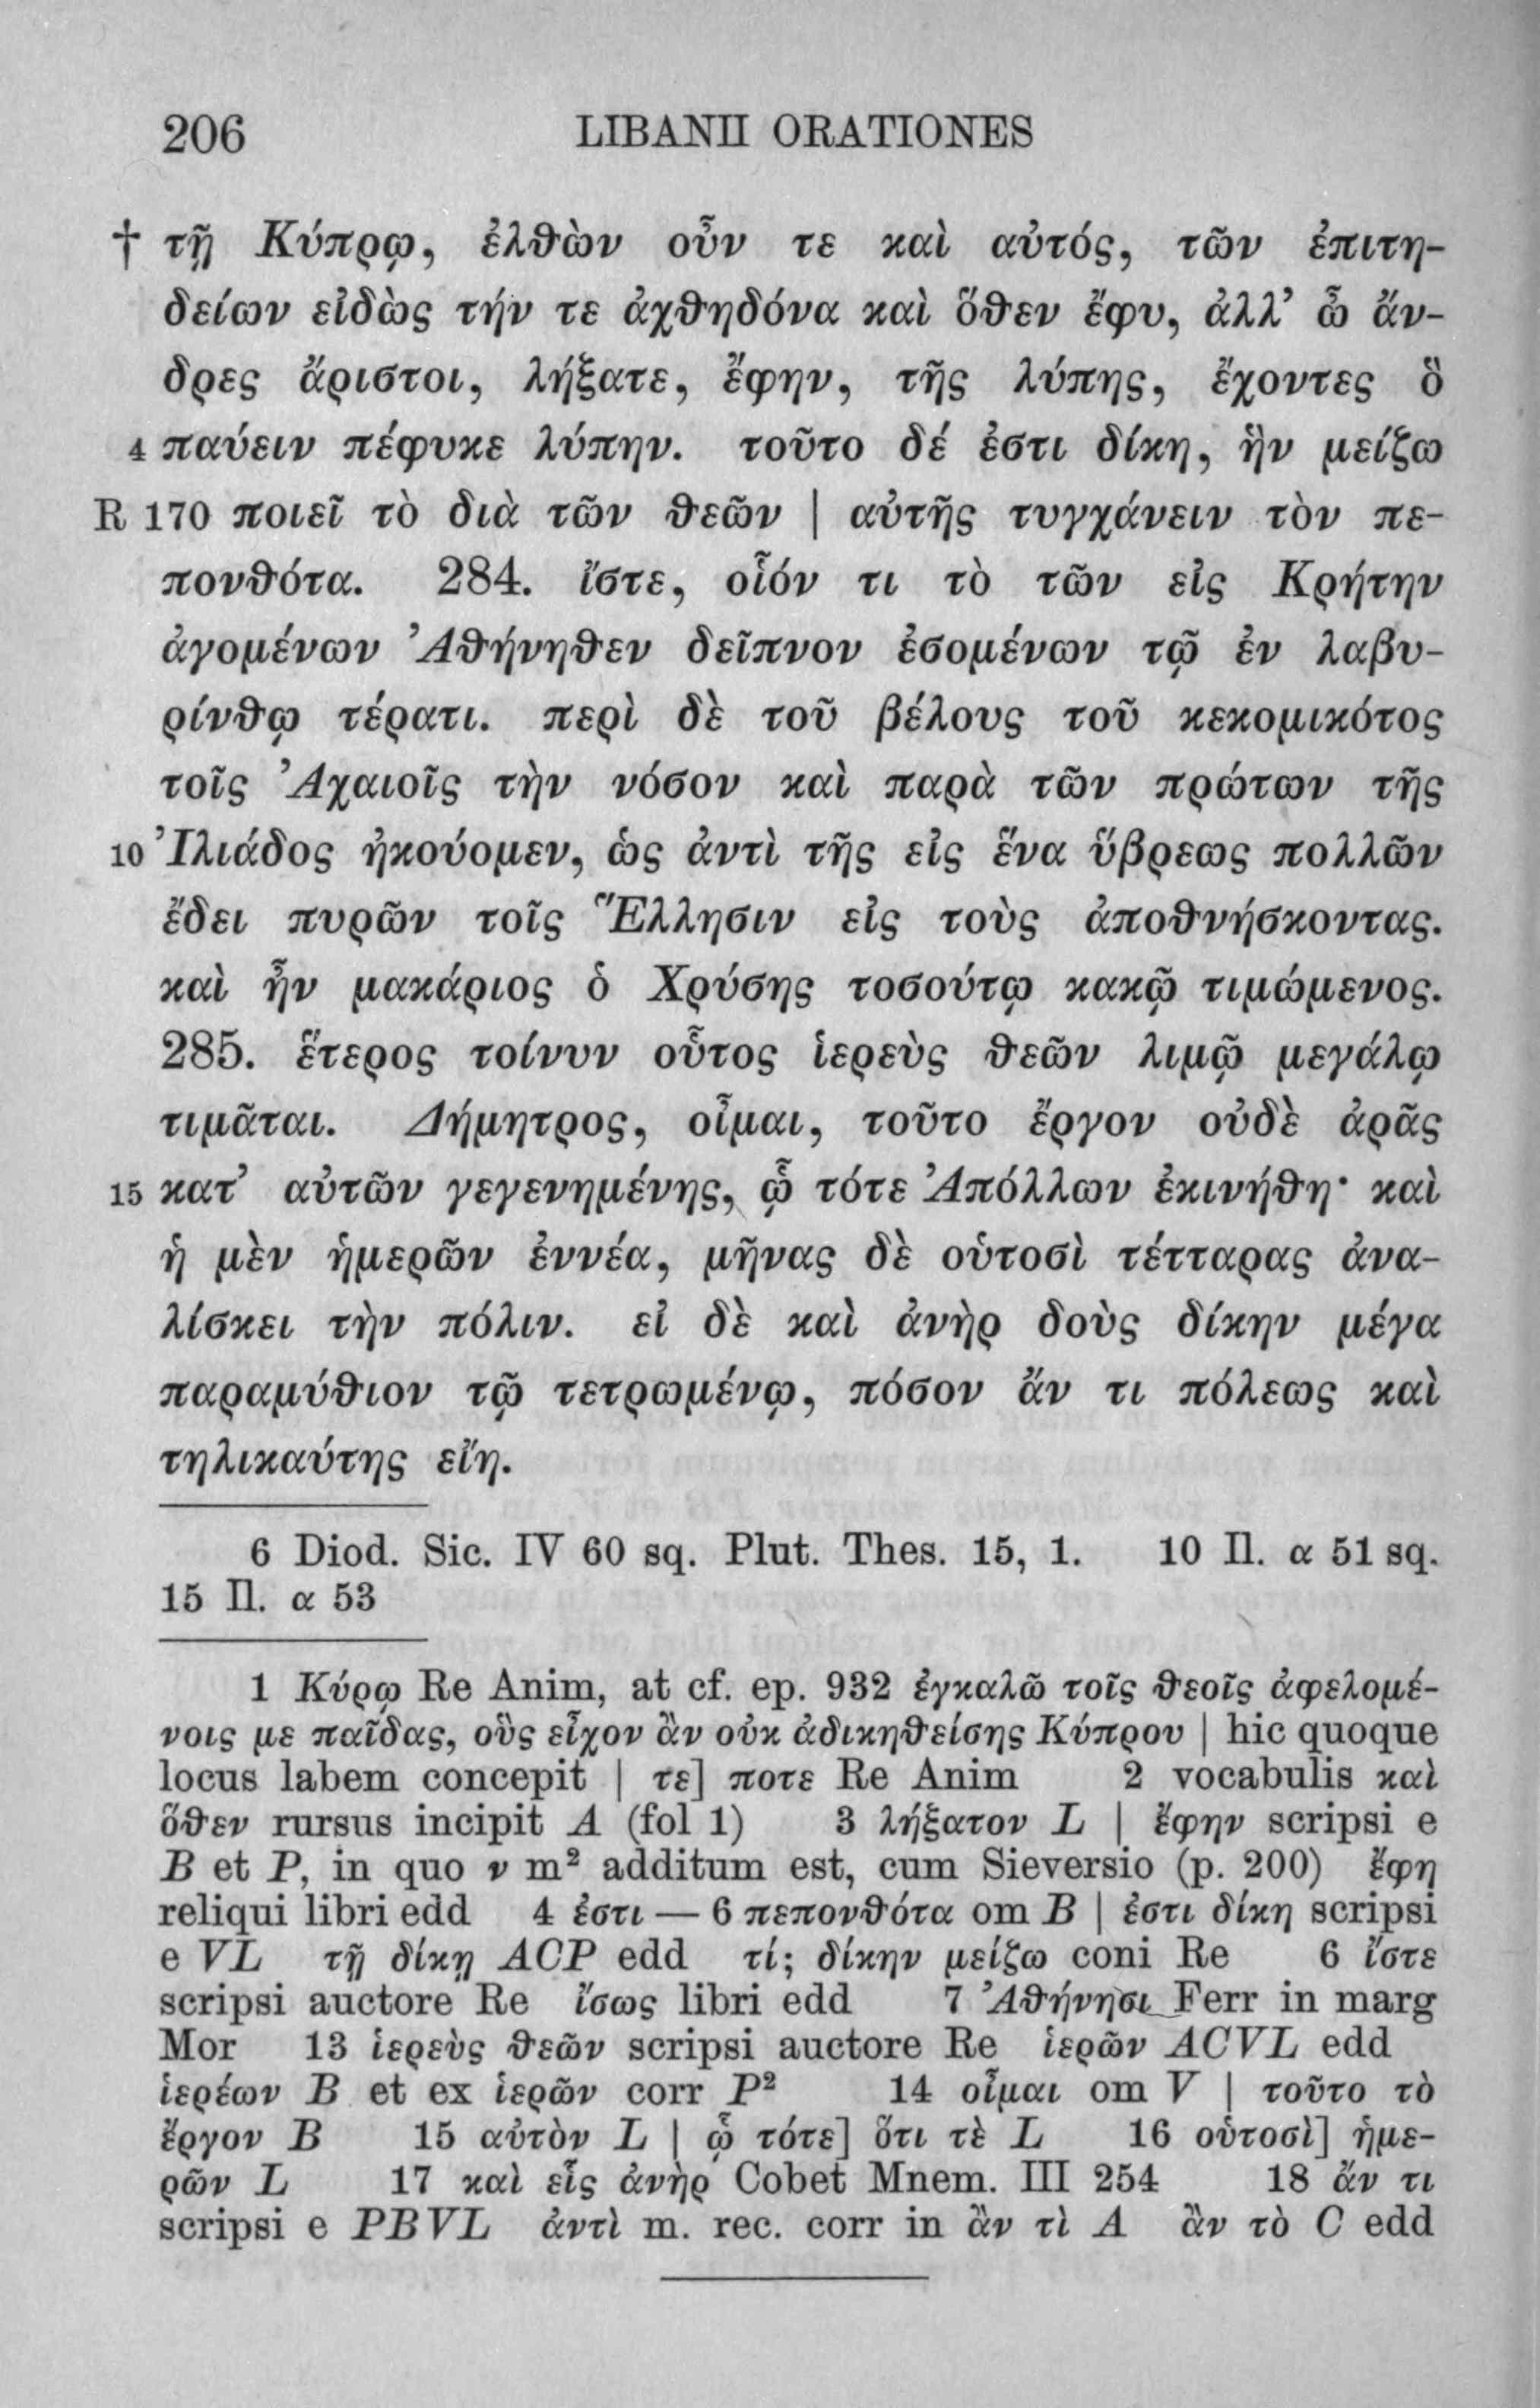 206 LIBANII ORATIONES
† τῇ Κύπρῳ, ἐλθὼν οὖν τε καὶ αὐτός, τῶν ἐπιτη-
δείων εἰδὼς τήν τε ἀχθηδόνα καὶ ὅθεν ἔφυ, ἀλλ’ ὦ ἄν-
δρες ἄριστοι, λήξατε, ἔφην, τῆς λύπης, ἔχοντες ὃ
4 παύειν πέφυκε λύπην. τοῦτο δέ ἐστι δίκη, ἣν μείζω
R 170 ποιεῖ τὸ διὰ τῶν θεῶν | αὐτῆς τυγχάνειν τὸν πε-
πονθότα. 284. ἴστε, οἷόν τι τὸ τῶν εἰς Κρήτην
ἀγομένων Ἀθήνηθεν δεῖπνον ἐσομένων τῷ ἐν λαβυ-
ρίνθῳ τέρατι. περὶ δὲ τοῦ βέλους τοῦ κεκομικότος
τοῖς Ἀχαιοῖς τὴν νόσον καὶ παρὰ τῶν πρώτων τῆς
10 Ἰλιάδος ἠκούομεν, ὡς ἀντὶ τῆς εἰς ἕνα ὕβρεως πολλῶν
ἔδει πυρῶν τοῖς Ἕλλησιν εἰς τοὺς ἀποθνήσκοντας.
καὶ ἦν μακάριος ὁ Χρύσης τοσούτῳ κακῷ τιμώμενος.
285. ἕτερος τοίνυν οὗτος ἱερεὺς θεῶν λιμῷ μεγάλῳ
τιμᾶται. Δήμητρος, οἶμαι, τοῦτο ἔργον οὐδὲ ἀρᾶς
15 κατ’ αὐτῶν γεγενημένης, ᾧ τότε Ἀπόλλων ἐκινήθη· καὶ
ἡ μὲν ἡμερῶν ἐννέα, μῆνας δὲ οὑτοσὶ τέτταρας ἀνα-
λίσκει τὴν πόλιν. εἰ δὲ καὶ ἀνὴρ δοὺς δίκην μέγα
παραμύθιον τῷ τετρωμένῳ, πόσον ἄν τι πόλεως καὶ
τηλικαύτης εἴη.
6 Diod. Sic. IV 60 sq. Plut. Thes. 15, 1. 10 Il. α 51 sq.
15 Il. α 53
1 Κύρῳ Re Anim, at cf. ep. 932 ἐγκαλῶ τοῖς θεοῖς ἀφελομέ-
νοις με παῖδας, οὓς εἶχον ἂν οὐκ ἀδικηθείσης Κύπρου | hic quoque
locus labem concepit | τε] ποτε Re Anim 2 vocabulis καὶ
ὅθεν rursus incipit A (fol 1) 3 λήξατον L | ἔφην scripsi e
B et P, in quo ν m² additum est, cum Sieversio (p. 200) ἔφη
reliqui libri edd 4 ἐστι — 6 πεπονθότα om B | ἐστι δίκη scripsi
e VL τῇ δίκῃ ACP edd τί; δίκην μείζω coni Re 6 ἴστε
scripsi auctore Re ἴσως libri edd 7 Ἀθήνησι Ferr in marg
Mor 13 ἱερεὺς θεῶν scripsi auctore Re ἱερῶν ACVL edd
ἱερέων B et ex ἱερῶν corr P² 14 οἶμαι om V | τοῦτο τὸ
ἔργον B 15 αὐτὸν L | ᾧ τότε] ὅτι τὲ L 16 οὑτοσὶ] ἡμε-
ρῶν L 17 καὶ εἷς ἀνὴρ Cobet Mnem. III 254 18 ἄν τι
scripsi e PBVL ἀντὶ m. rec. corr in ἂν τὶ A ἂν τὸ C edd